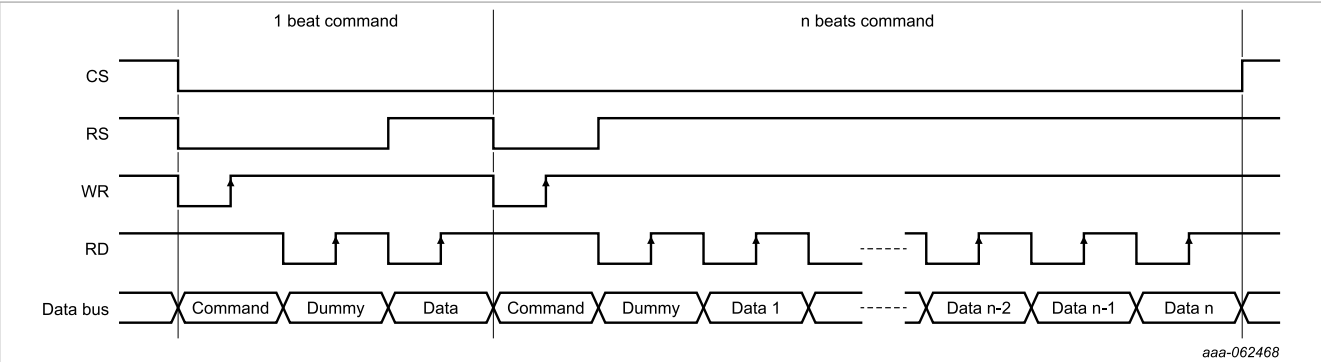 1 beat command n beats command
CS
RS
WR
RD
Data bus Command Dummy Data Command Dummy Data 1 Data n-2 Data n-1 Data n
aaa-062468